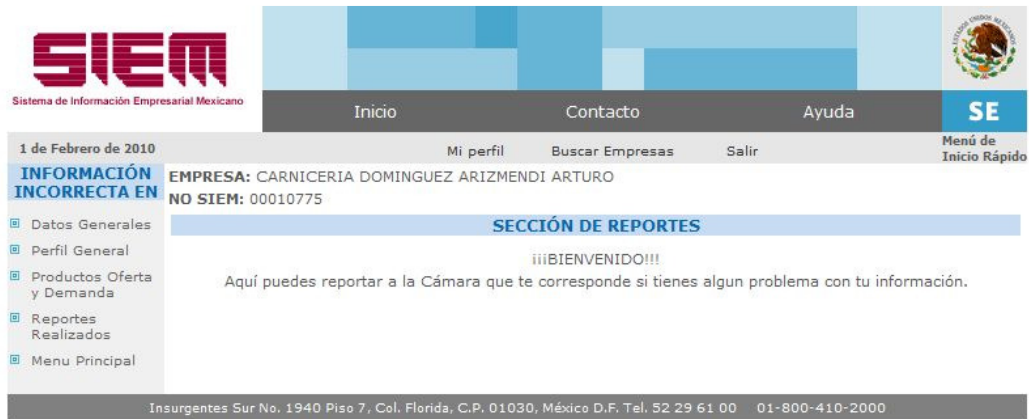 SIEM
Sistema de Información Empresarial Mexicano
ESTADOS UNIDOS MEXICANOS
Inicio Contacto Ayuda SE
1 de Febrero de 2010 Mi perfil Buscar Empresas Salir Menú de
Inicio Rápido
INFORMACIÓN
INCORRECTA EN
EMPRESA: CARNICERIA DOMINGUEZ ARIZMENDI ARTURO
NO SIEM: 00010775
Datos Generales
Perfil General
Productos Oferta
y Demanda
Reportes
Realizados
Menu Principal
SECCIÓN DE REPORTES
¡¡¡BIENVENIDO!!!
Aquí puedes reportar a la Cámara que te corresponde si tienes algun problema con tu información.
Insurgentes Sur No. 1940 Piso 7, Col. Florida, C.P. 01030, México D.F. Tel. 52 29 61 00 01-800-410-2000